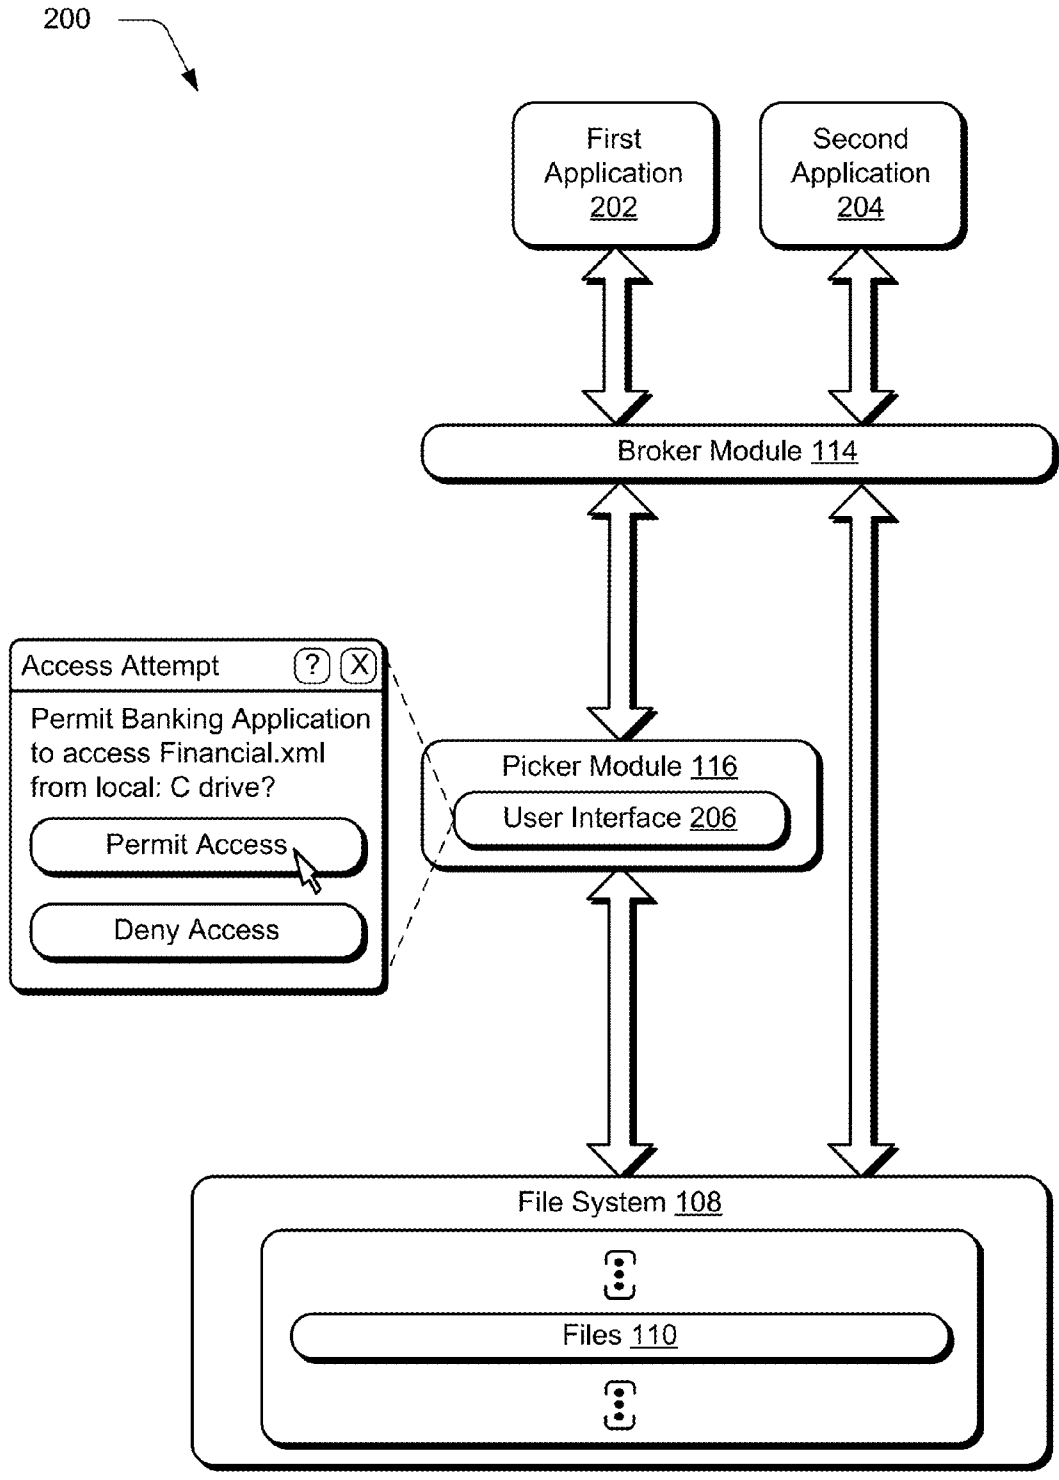 200
First
Application
202
Second
Application
204
Broker Module 114
Access Attempt ? X
Permit Banking Application
to access Financial.xml
from local: C drive?
Permit Access
Deny Access
Picker Module 116
User Interface 206
File System 108
Files 110